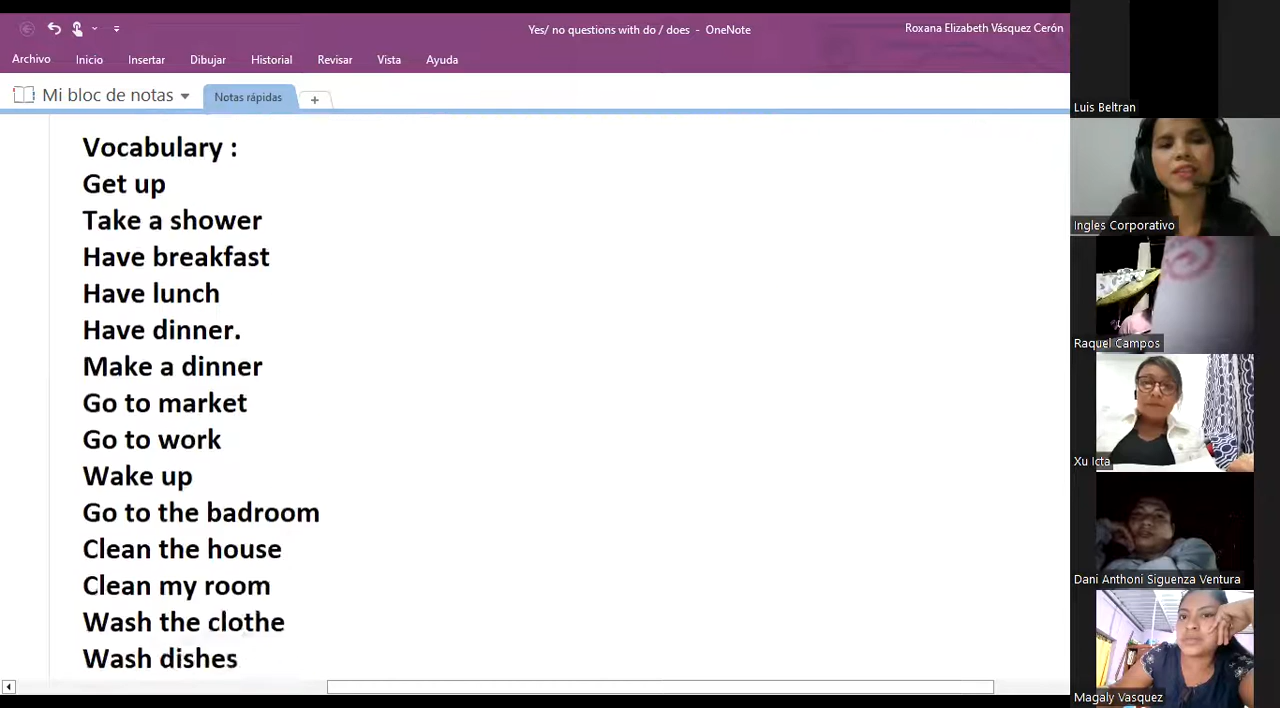 Yes/ no questions with do / does - OneNote
Roxana Elizabeth Vásquez Cerón
Archivo Inicio Insertar Dibujar Historial Revisar Vista Ayuda
Mi bloc de notas Notas rápidas
Vocabulary :
Get up
Take a shower
Have breakfast
Have lunch
Have dinner.
Make a dinner
Go to market
Go to work
Wake up
Go to the badroom
Clean the house
Clean my room
Wash the clothe
Wash dishes
Luis Beltran
Ingles Corporativo
Raquel Campos
Xu Icta
Dani Anthoni Siguenza Ventura
Magaly Vasquez